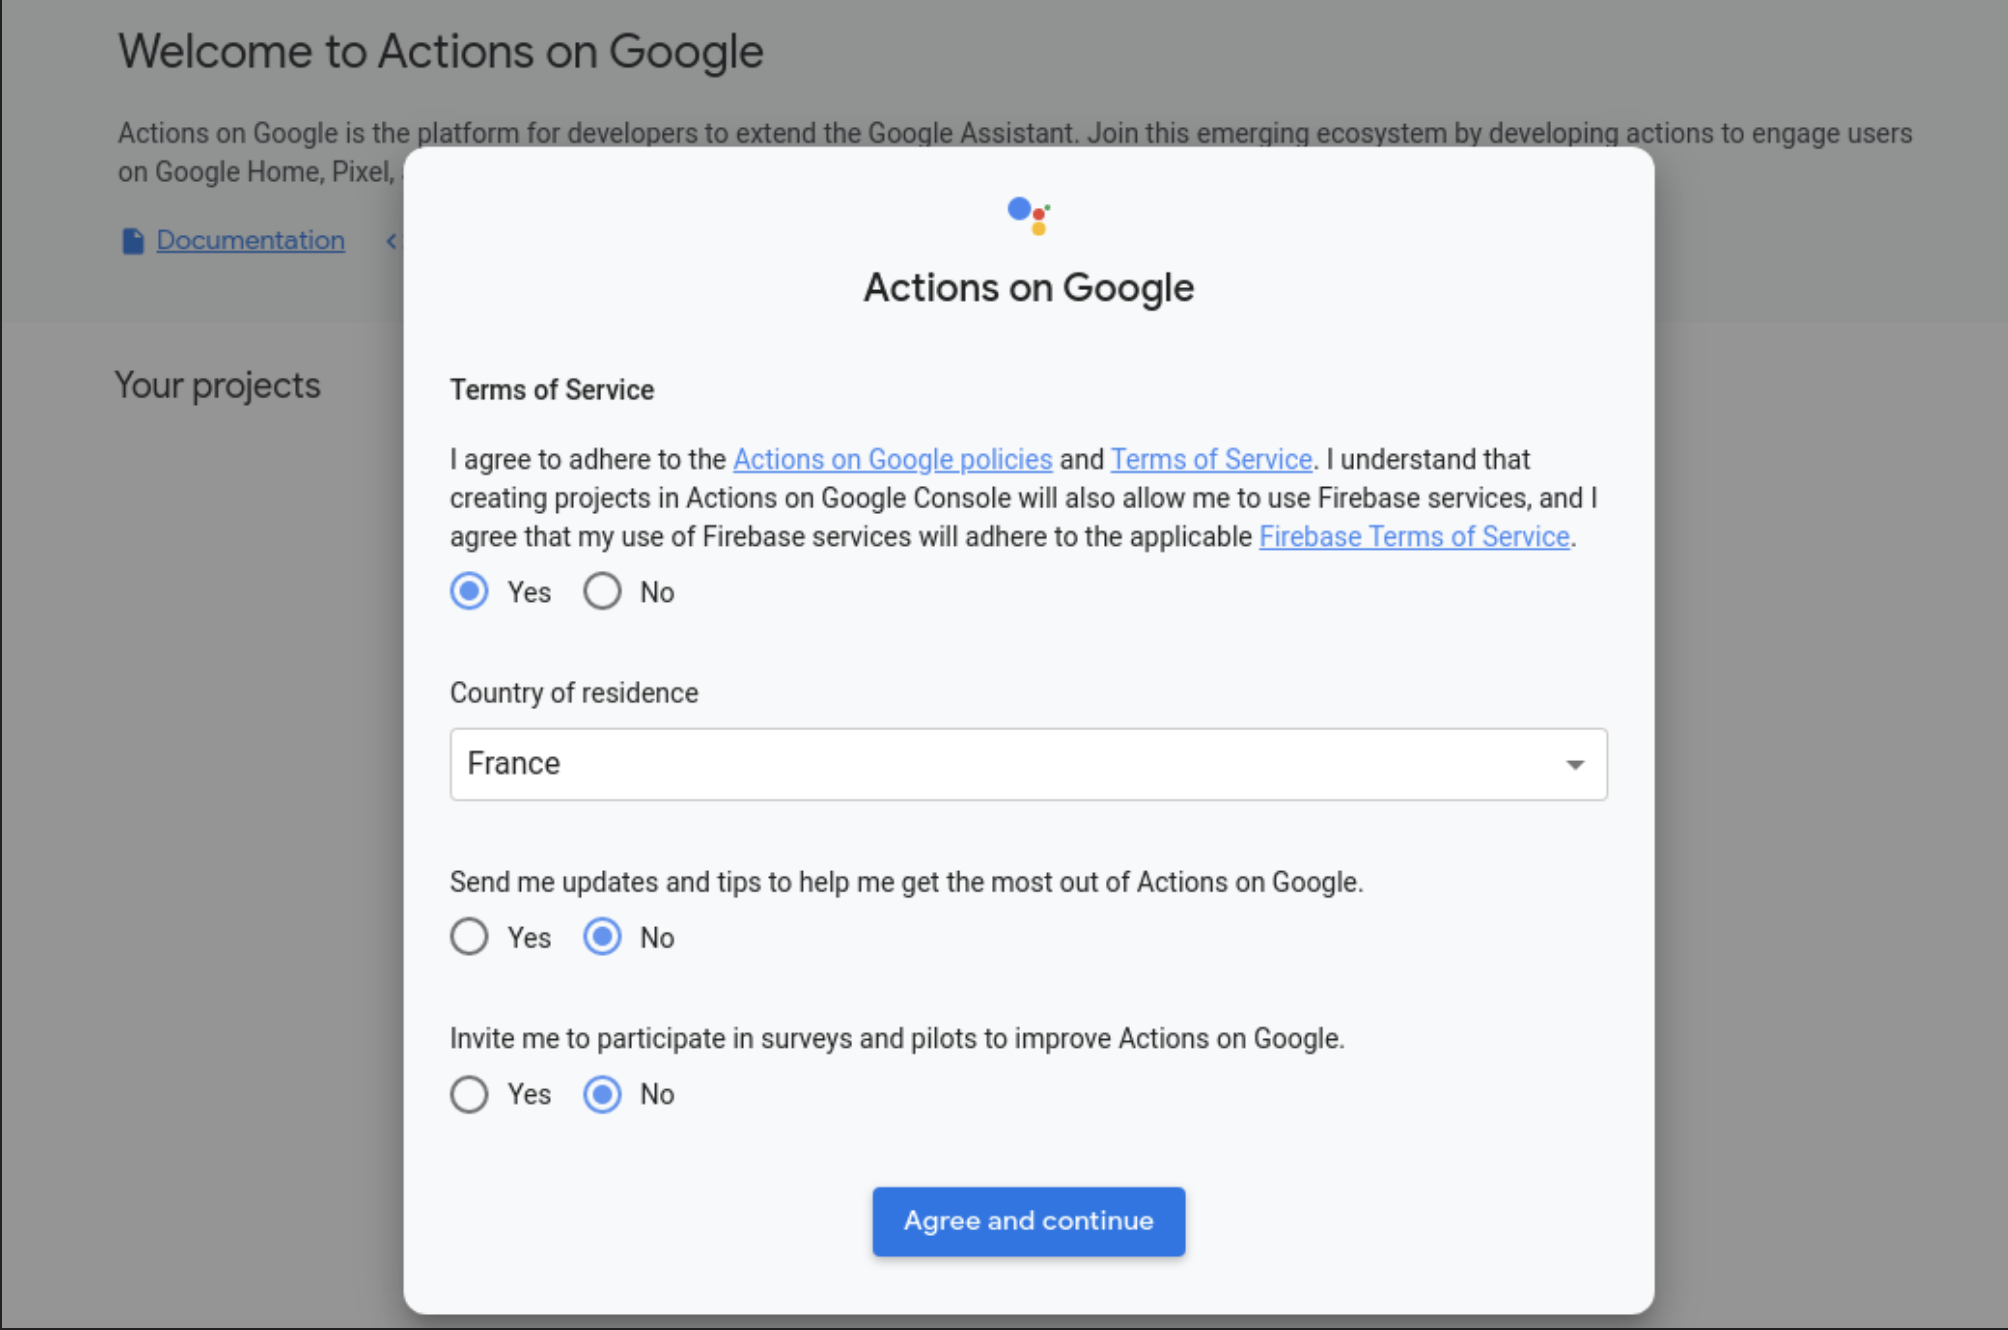 Welcome to Actions on Google
Actions on Google is the platform for developers to extend the Google Assistant. Join this emerging ecosystem by developing actions to engage users
on Google Home, Pixel,
Documentation
Your projects
Actions on Google
Terms of Service
I agree to adhere to the Actions on Google policies and Terms of Service. I understand that
creating projects in Actions on Google Console will also allow me to use Firebase services, and I
agree that my use of Firebase services will adhere to the applicable Firebase Terms of Service.
Yes No
Country of residence
France
Send me updates and tips to help me get the most out of Actions on Google.
Yes No
Invite me to participate in surveys and pilots to improve Actions on Google.
Yes No
Agree and continue